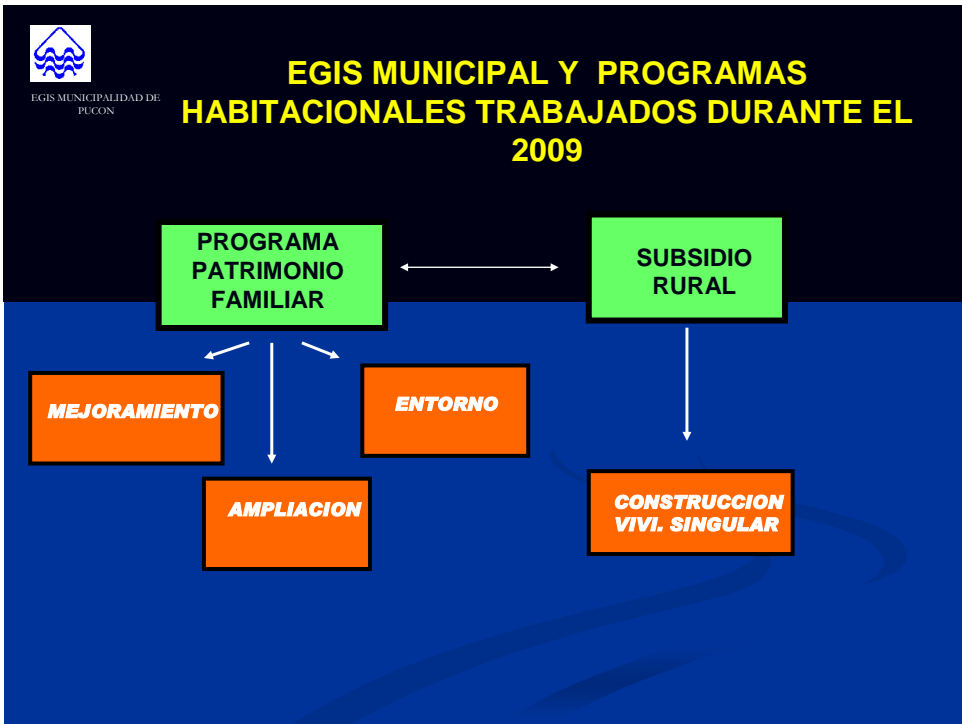 EGIS MUNICIPALIDAD DE
PUCON
EGIS MUNICIPAL Y PROGRAMAS
HABITACIONALES TRABAJADOS DURANTE EL
2009
PROGRAMA
PATRIMONIO
FAMILIAR
SUBSIDIO
RURAL
MEJORAMIENTO
ENTORNO
AMPLIACION
CONSTRUCCION
VIVI. SINGULAR